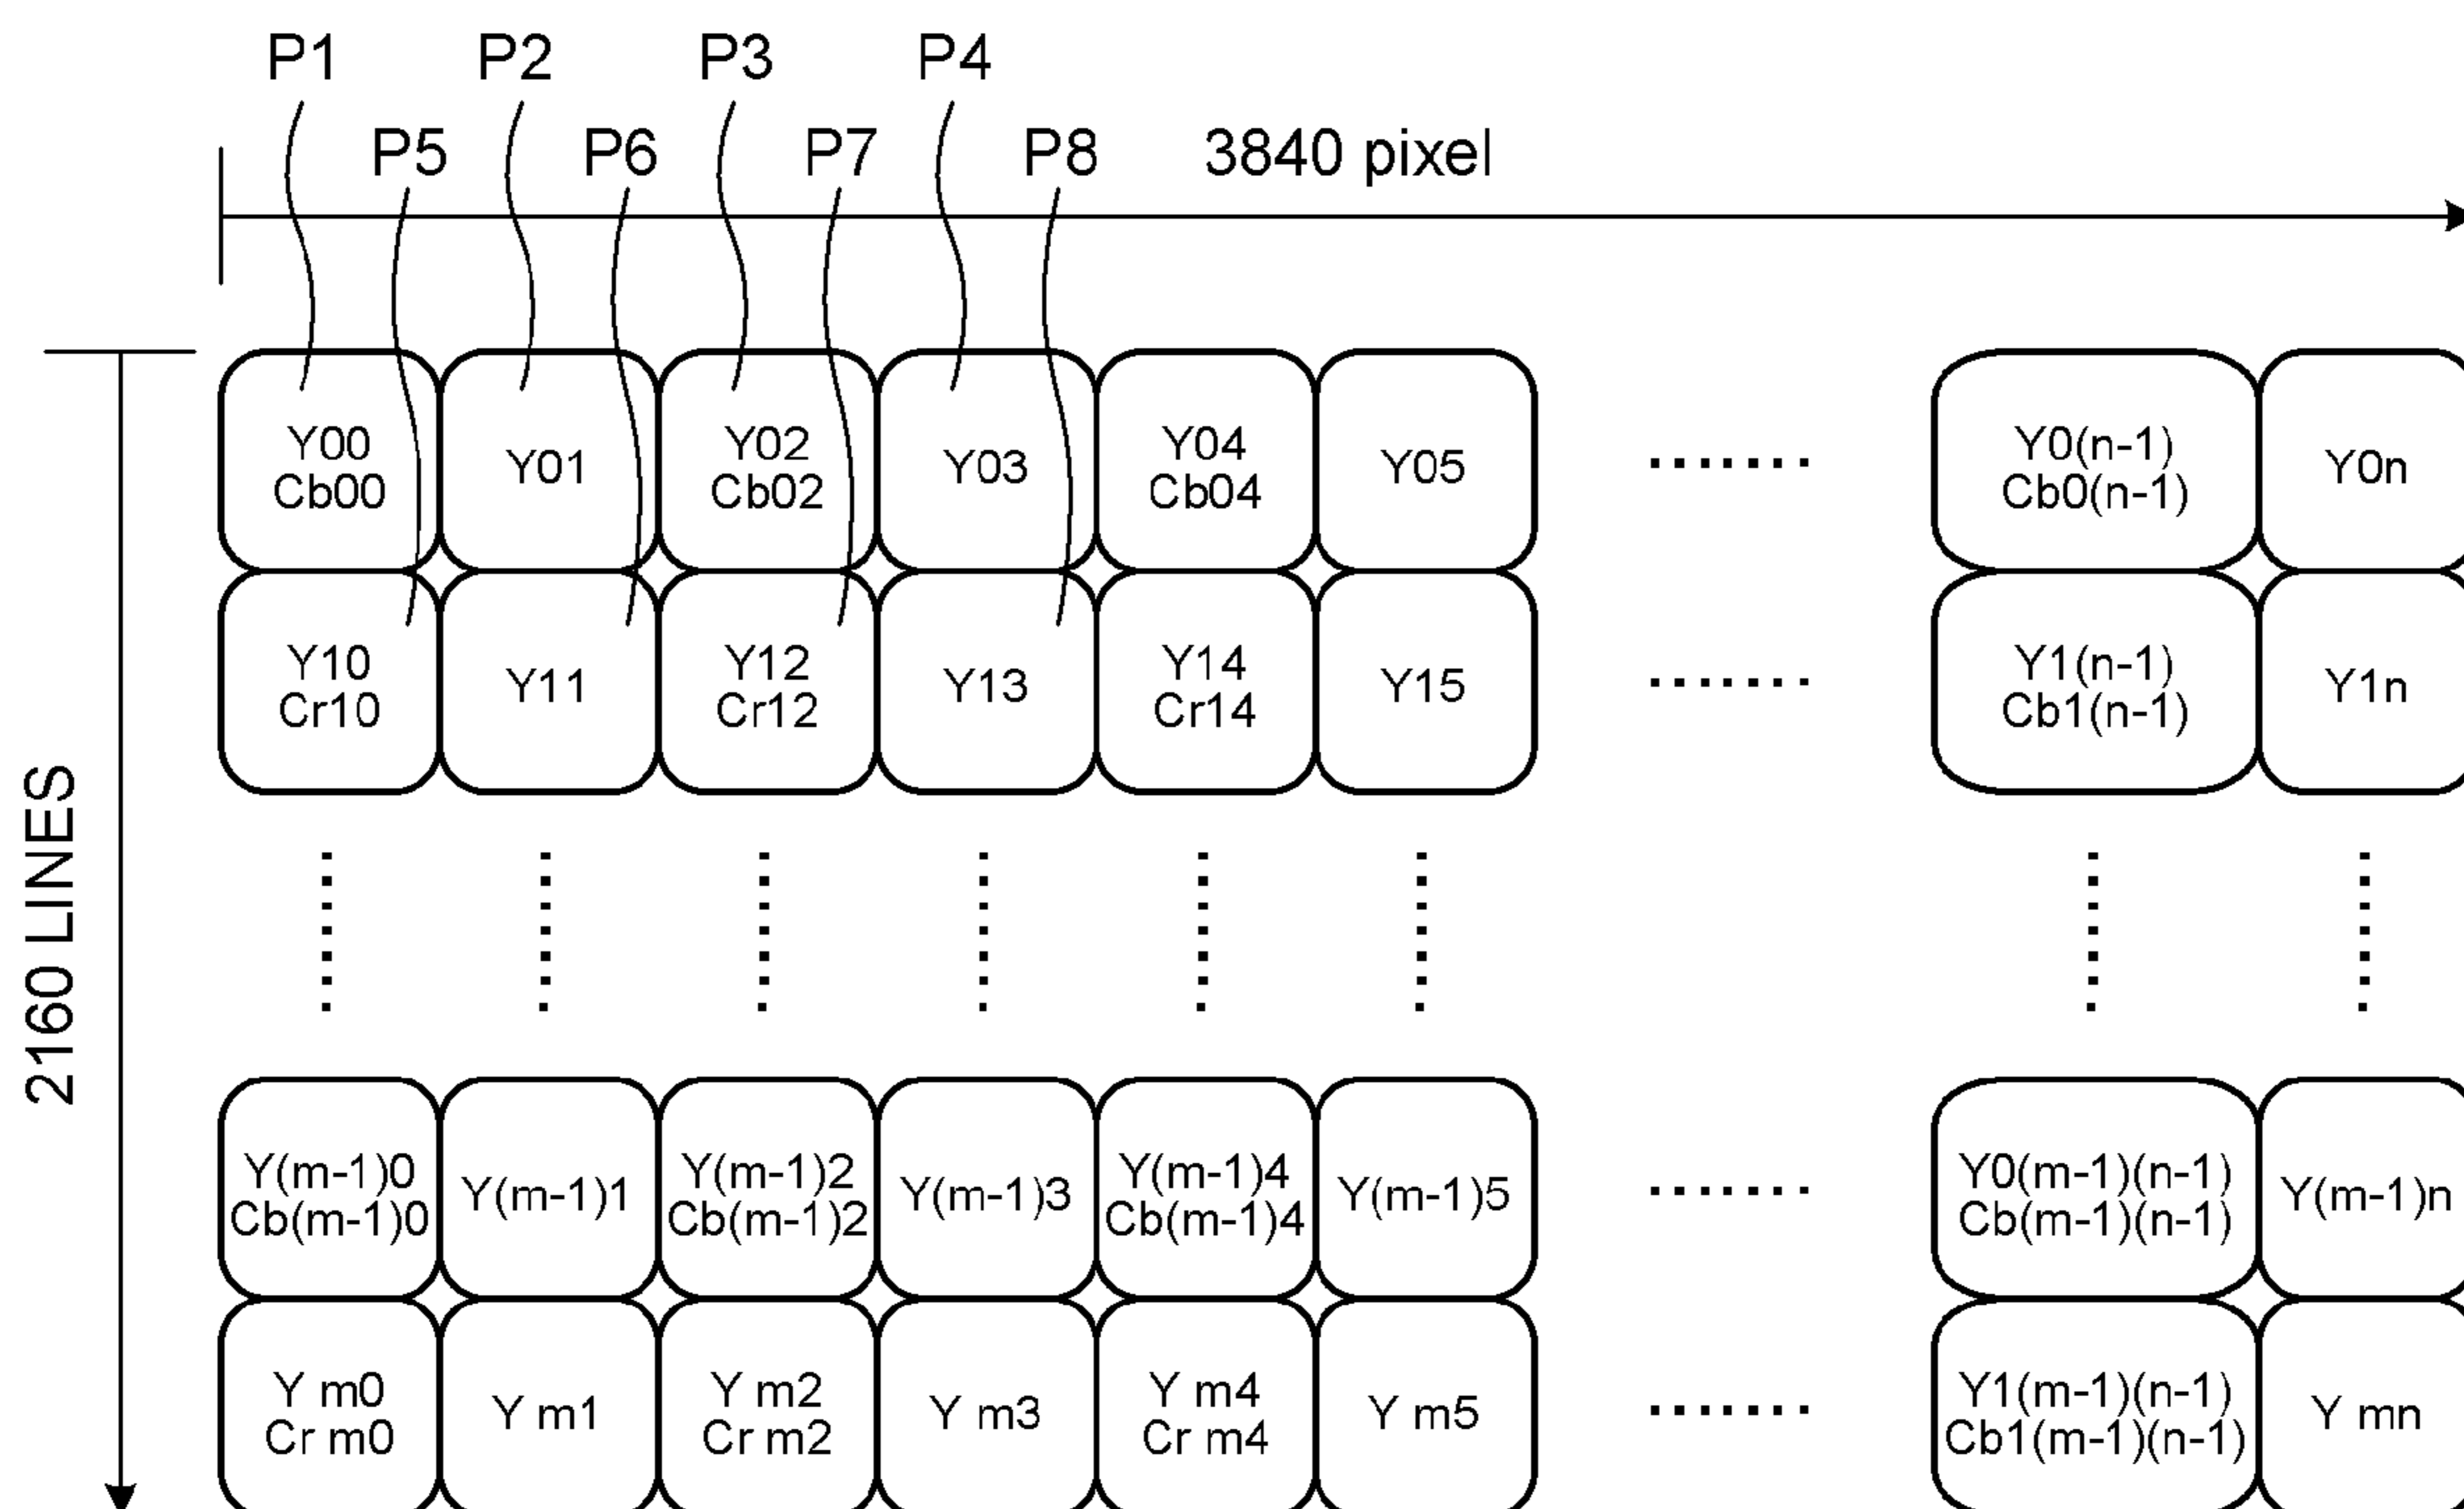 P1 P2 P3 P4
P5 P6 P7 P8 3840 pixel
2160 LINES
Y00
Cb00
Y01
Y02
Cb02
Y03
Y04
Cb04
Y05
Y0(n-1)
Cb0(n-1)
Y0n
Y10
Cr10
Y11
Y12
Cr12
Y13
Y14
Cr14
Y15
Y1(n-1)
Cb1(n-1)
Y1n
Y(m-1)0
Cb(m-1)0
Y(m-1)1
Y(m-1)2
Cb(m-1)2
Y(m-1)3
Y(m-1)4
Cb(m-1)4
Y(m-1)5
Y0(m-1)(n-1)
Cb(m-1)(n-1)
Y(m-1)n
Y m0
Cr m0
Y m1
Y m2
Cr m2
Y m3
Y m4
Cr m4
Y m5
Y1(m-1)(n-1)
Cb1(m-1)(n-1)
Y mn